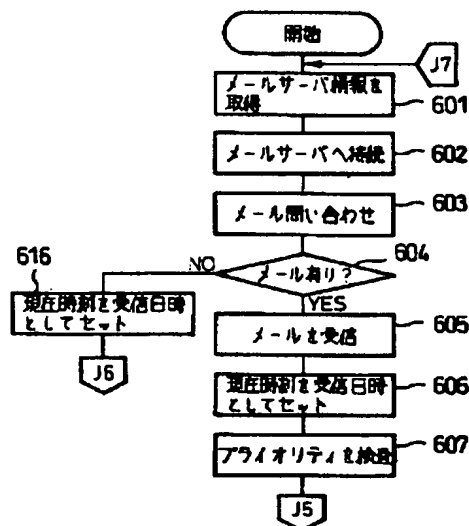 開始
J7
メールサーバ情報を
取得
601
メールサーバへ接続
602
メール問い合わせ
603
メール有り?
604
NO
YES
616
現在時刻を受信日時
としてセット
J6
メールを受信
605
現在時刻を受信日時
としてセット
606
プライオリティを検出
607
J5